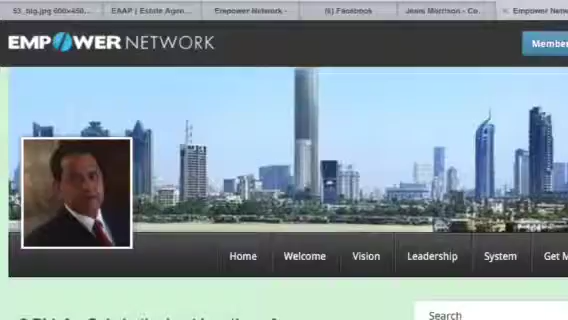 53_big.jpg 600×450...
EAAP | Estate Agen...
Empower Network -
(6) Facebook
Jeans Morrison - Co...
Empower Netw
EMPOWER NETWORK
Member
Home
Welcome
Vision
Leadership
System
Get M
Search